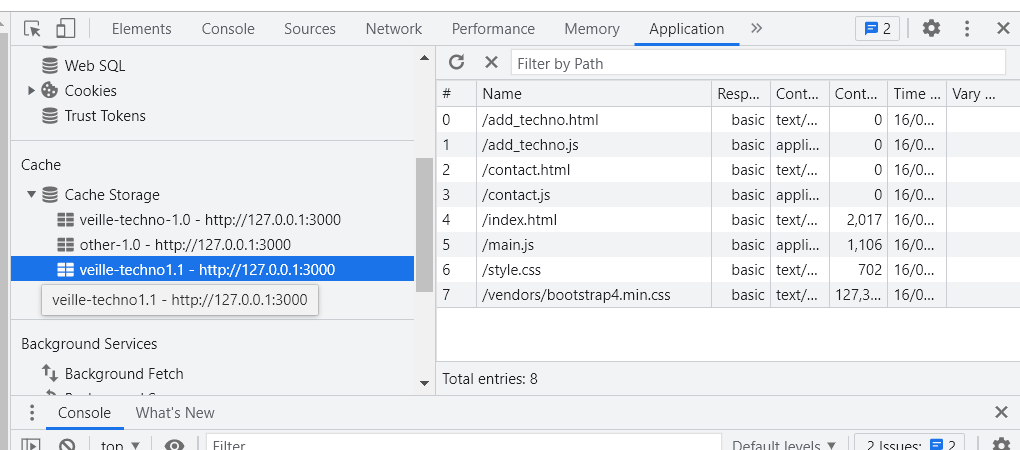 Elements Console Sources Network Performance Memory Application » 2
Web SQL
Cookies
Trust Tokens
Cache
Cache Storage
veille-techno-1.0 - http://127.0.0.1:3000
other-1.0 - http://127.0.0.1:3000
veille-techno1.1 - http://127.0.0.1:3000
veille-techno1.1 - http://127.0.0.1:3000
Background Services
Background Fetch
Filter by Path
# Name Resp... Cont... Cont... Time ... Vary ...
0 /add_techno.html basic text/... 0 16/0...
1 /add_techno.js basic appli... 0 16/0...
2 /contact.html basic text/... 0 16/0...
3 /contact.js basic appli... 0 16/0...
4 /index.html basic text/... 2,017 16/0...
5 /main.js basic appli... 1,106 16/0...
6 /style.css basic text/... 702 16/0...
7 /vendors/bootstrap4.min.css basic text/... 127,3... 16/0...
Total entries: 8
Console What's New
top Filter Default levels 2 Issues: 2